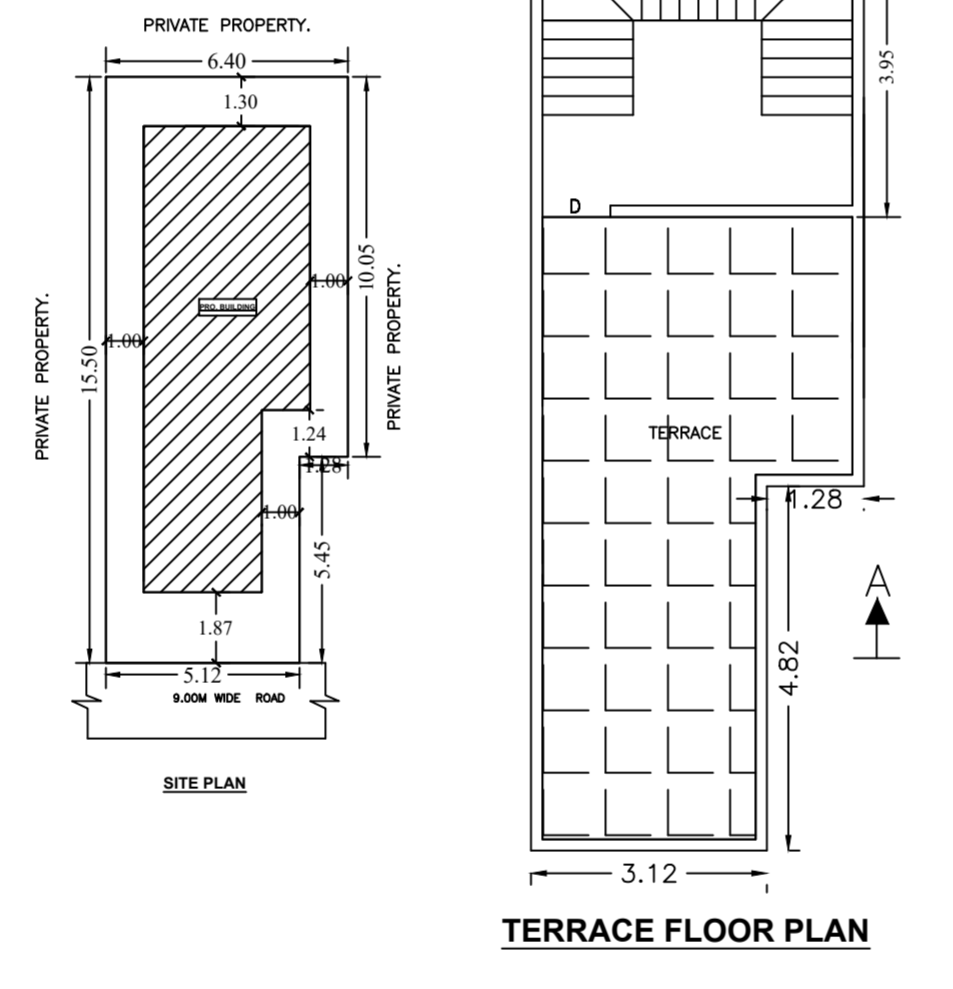 PRIVATE PROPERTY.
6.40
1.30
10.05
1.00
PRO. BUILDING
PRIVATE PROPERTY.
PRIVATE PROPERTY.
1.00
15.50
1.24
1.28
1.00
5.45
1.87
5.12
9.00M WIDE ROAD
SITE PLAN
3.95
D
TERRACE
1.28
A
4.82
3.12
TERRACE FLOOR PLAN